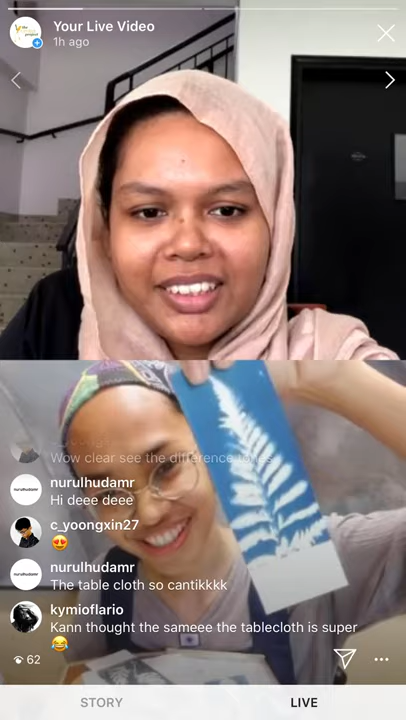 Your Live Video
1h ago
Wow clear see the difference tones
nurulhudamr
Hi deee deee
c_yoongxin27
😍
nurulhudamr
The table cloth so cantikkkk
kymioflario
Kann thought the sameee the tablecloth is super
😂
62
STORY LIVE